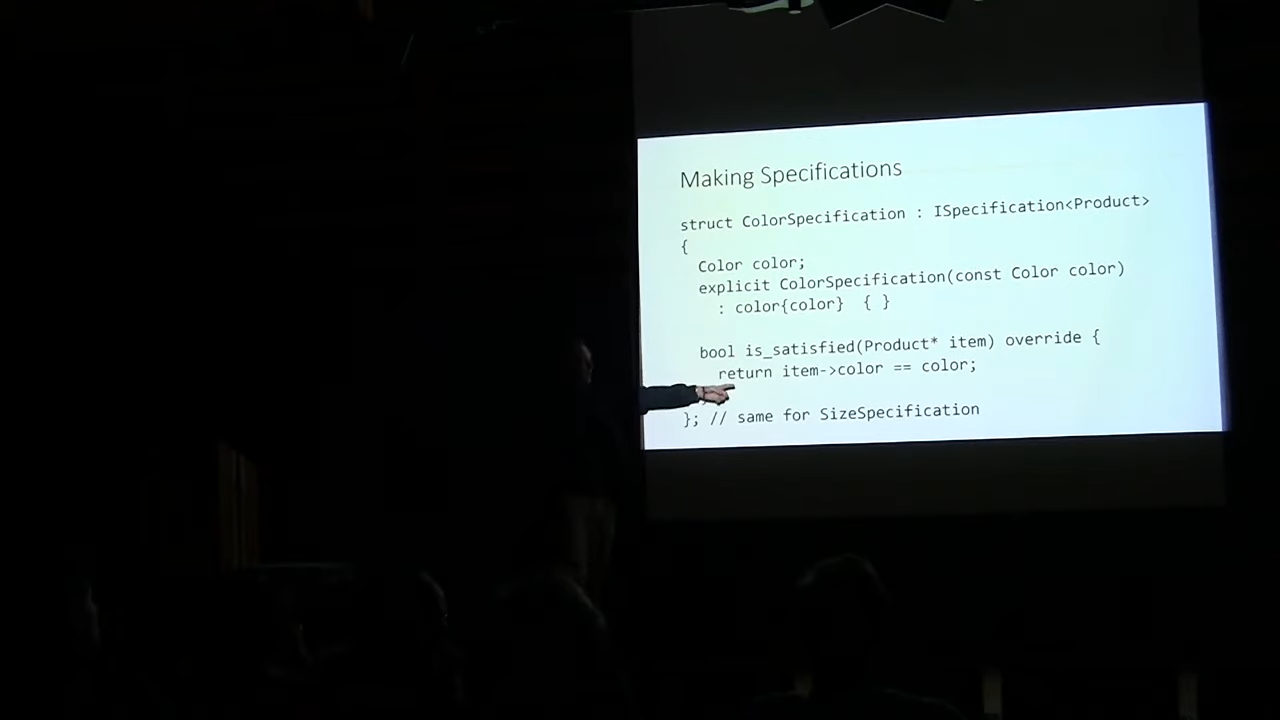 Making Specifications
struct ColorSpecification : ISpecification<Product>
{
Color color;
explicit ColorSpecification(const Color color)
: color{color} { }
bool is_satisfied(Product* item) override {
return item->color == color;
}; // same for SizeSpecification